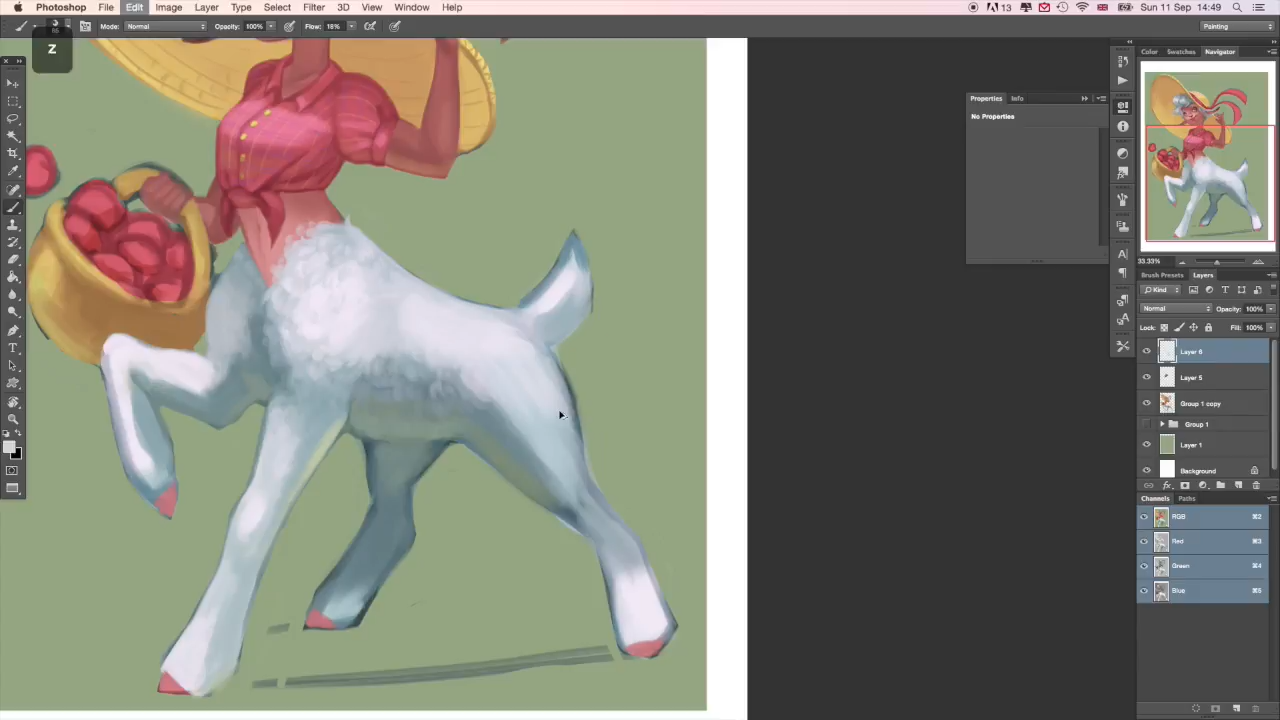 Photoshop File Edit Image Layer Type Select Filter 3D View Window Help 13 Sun 11 Sep 14:49
Mode: Normal Opacity: 100% Flow: 18% Painting
Z
Color Swatches Navigator
Properties Info
No Properties
33.33%
Brush Presets Layers
Kind
Normal Opacity: 100%
Lock: Fill: 100%
Layer 6
Layer 5
Group 1 copy
Group 1
Layer 1
Background
Channels Paths
RGB ⌘2
Red ⌘3
Green ⌘4
Blue ⌘5